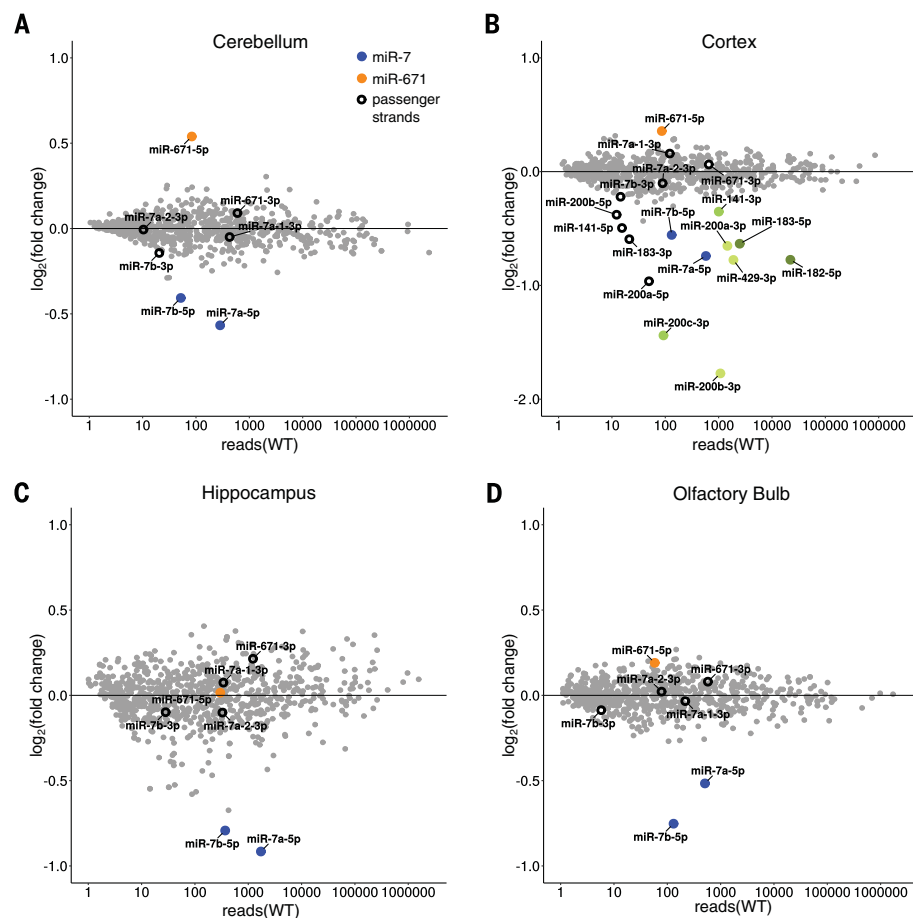 A
Cerebellum
miR-7
miR-671
passenger
strands
1.0
0.5
0.0
-0.5
-1.0
log2(fold change)
miR-671-5p
miR-671-3p
miR-7a-2-3p
miR-7a-1-3p
miR-7b-3p
miR-7b-5p
miR-7a-5p
1 10 100 1000 10000 100000 1000000
reads(WT)
B
Cortex
1.0
0.0
-1.0
-2.0
log2(fold change)
miR-671-5p
miR-7a-1-3p
miR-7a-2-3p
miR-671-3p
miR-7b-3p
miR-200b-5p
miR-141-3p
miR-7b-5p
miR-183-5p
miR-141-5p
miR-200a-3p
miR-183-3p
miR-7a-5p
miR-429-3p
miR-182-5p
miR-200a-5p
miR-200c-3p
miR-200b-3p
1 10 100 1000 10000 100000 1000000
reads(WT)
C
Hippocampus
1.0
0.5
0.0
-0.5
-1.0
log2(fold change)
miR-671-3p
miR-7a-1-3p
miR-671-5p
miR-7b-3p
miR-7a-2-3p
miR-7b-5p
miR-7a-5p
1 10 100 1000 10000 100000 1000000
reads(WT)
D
Olfactory Bulb
1.0
0.5
0.0
-0.5
-1.0
log2(fold change)
miR-671-5p
miR-671-3p
miR-7a-2-3p
miR-7a-1-3p
miR-7b-3p
miR-7a-5p
miR-7b-5p
1 10 100 1000 10000 100000 1000000
reads(WT)